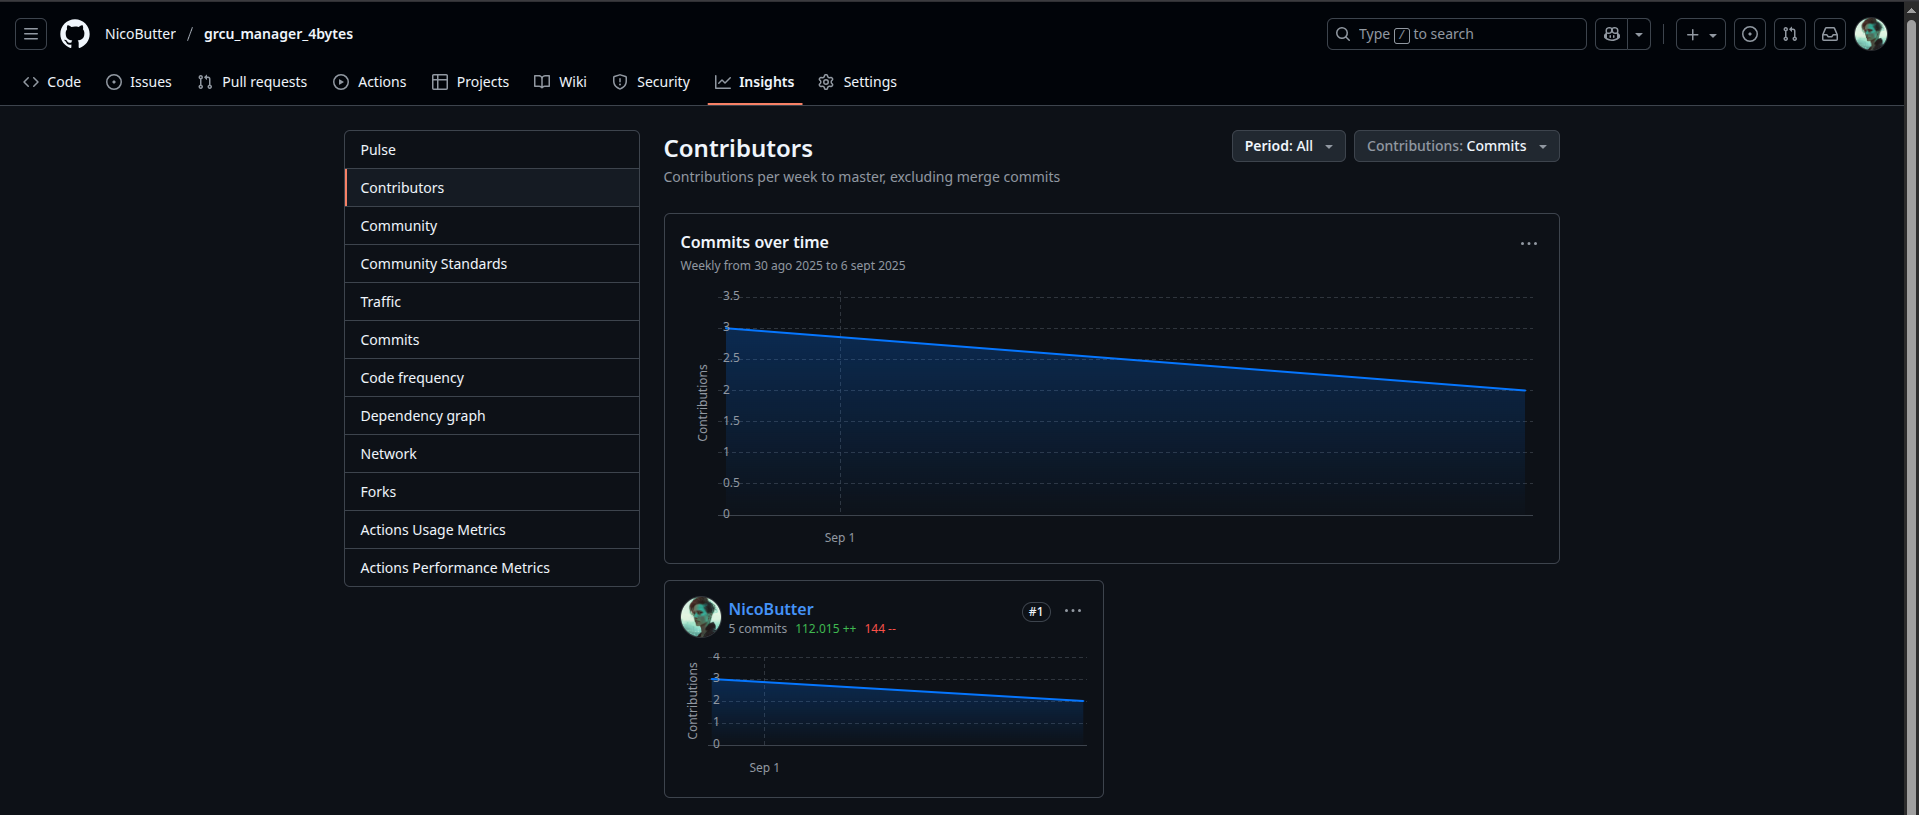 NicoButter / grcu_manager_4bytes
Type / to search
Code Issues Pull requests Actions Projects Wiki Security Insights Settings
Pulse
Contributors
Community
Community Standards
Traffic
Commits
Code frequency
Dependency graph
Network
Forks
Actions Usage Metrics
Actions Performance Metrics
Contributors
Period: All
Contributions: Commits
Contributions per week to master, excluding merge commits
Commits over time
Weekly from 30 ago 2025 to 6 sept 2025
3.5
3
2.5
2
1.5
1
0.5
0
Contributions
Sep 1
NicoButter
#1
5 commits 112.015 ++ 144 --
4
3
2
1
0
Contributions
Sep 1